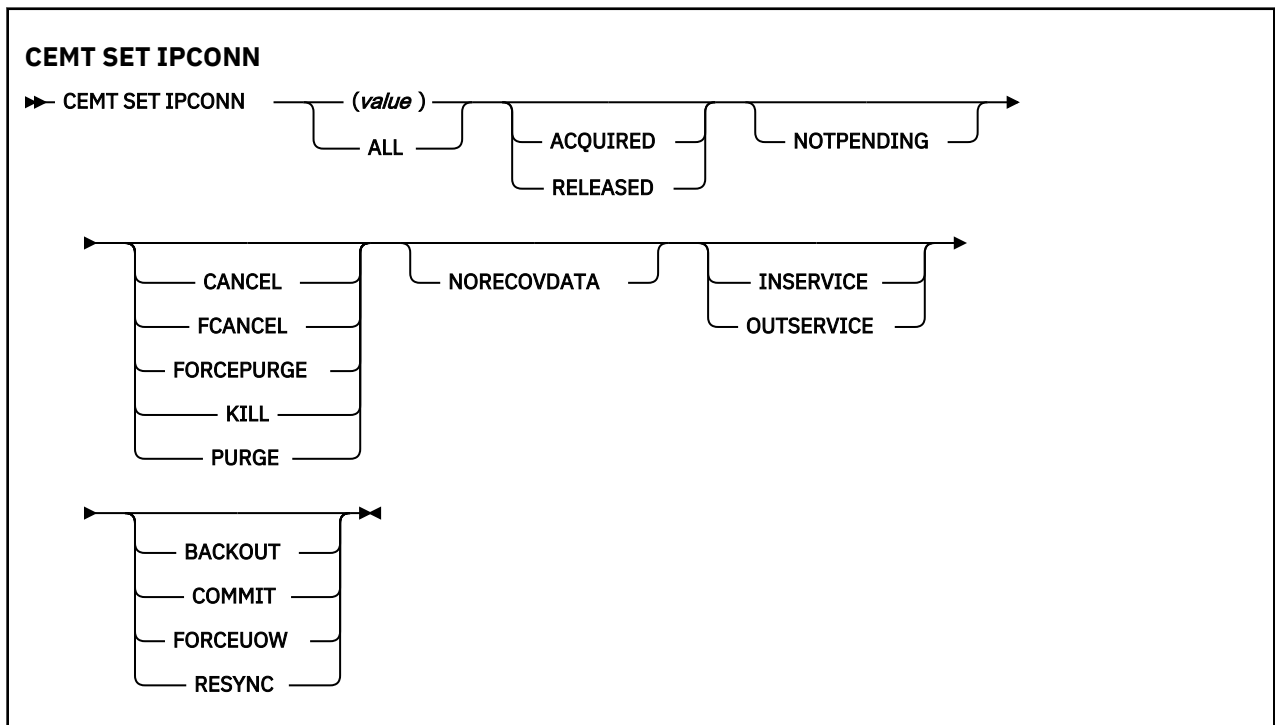 CEMT SET IPCONN
CEMT SET IPCONN (value )
ALL ACQUIRED NOTPENDING
RELEASED
CANCEL NORECOVDATA INSERVICE
FCANCEL OUTSERVICE
FORCEPURGE
KILL
PURGE
BACKOUT
COMMIT
FORCEUOW
RESYNC